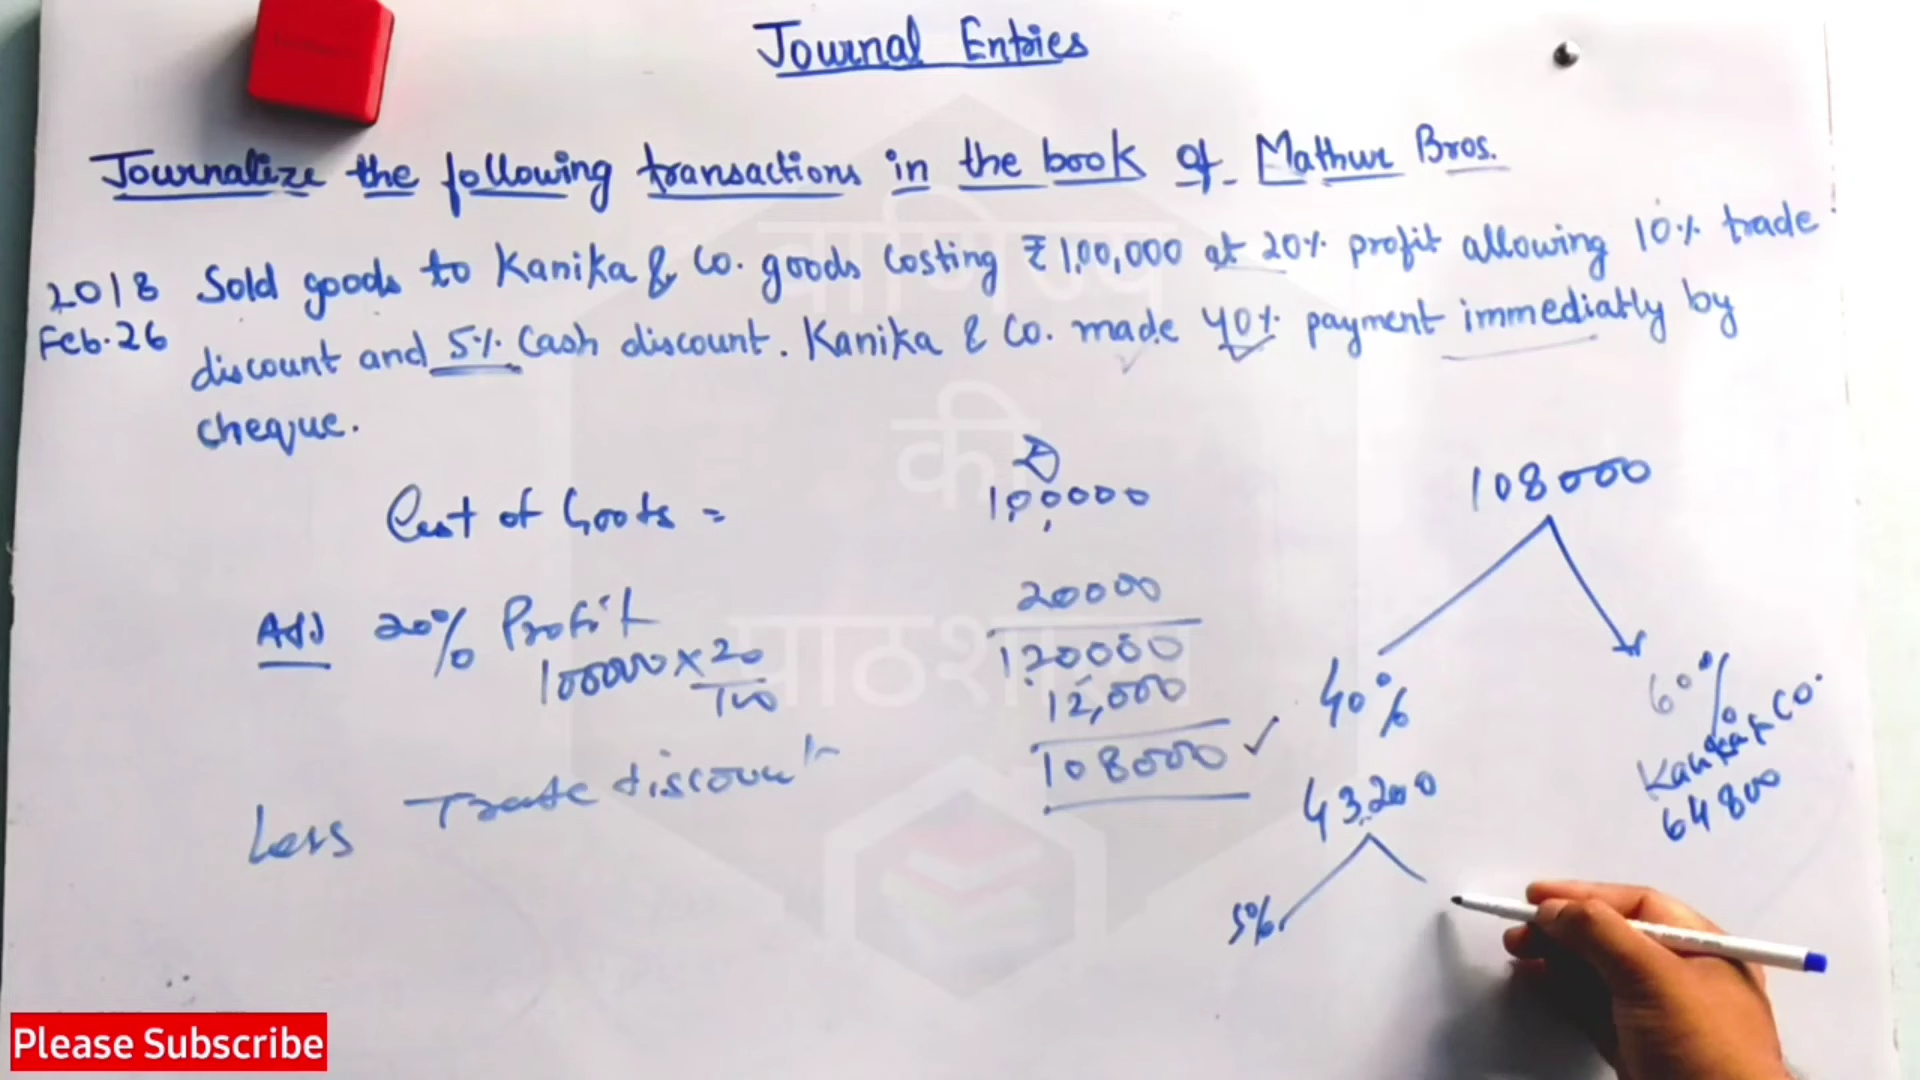 Journal Entries
Journalize the following transactions in the book of Mathur Bros.
2018 Sold goods to Kanika & Co. goods costing ₹1,00,000 at 20% profit allowing 10% trade
Feb. 26 discount and 5% Cash discount. Kanika & Co. made 40% payment immediatly by
cheque.
वाणिज्य
की
पाठशाला
Cost of Goods = 100000
108000
Add 20% Profit 20000
100000 × 20/100
120000
12,000
Less Trade discount 108000 ✓
40%
60%
Kanika & Co.
43,200
64800
5%
Please Subscribe